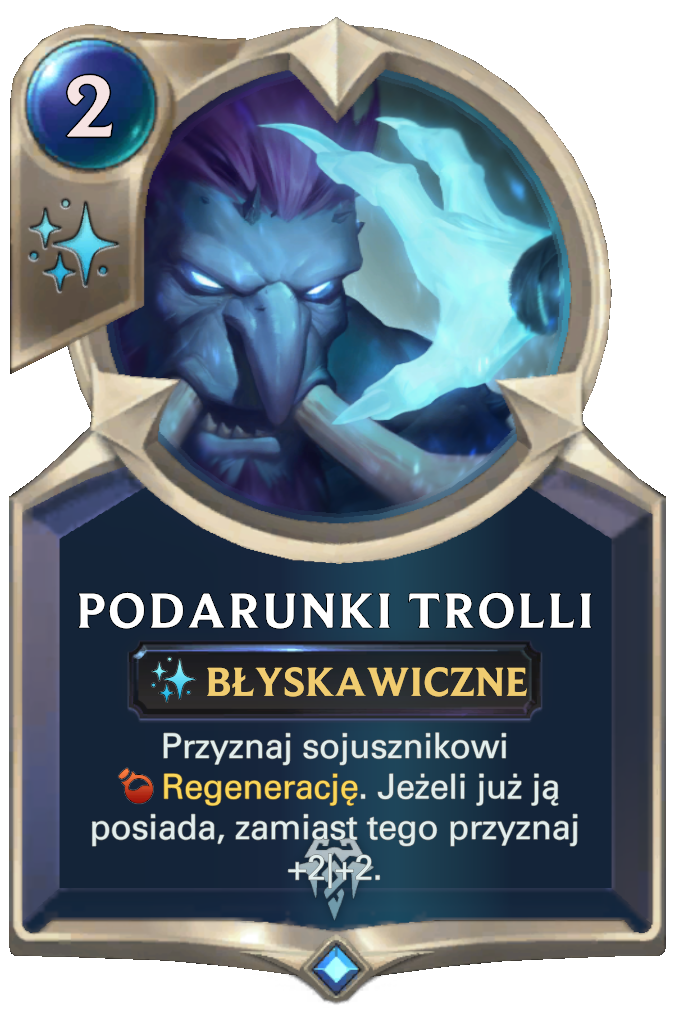 2
PODARUNKI TROLLI
BŁYSKAWICZNE
Przyznaj sojusznikowi
Regenerację. Jeżeli już ją
posiada, zamiast tego przyznaj
+2|+2.